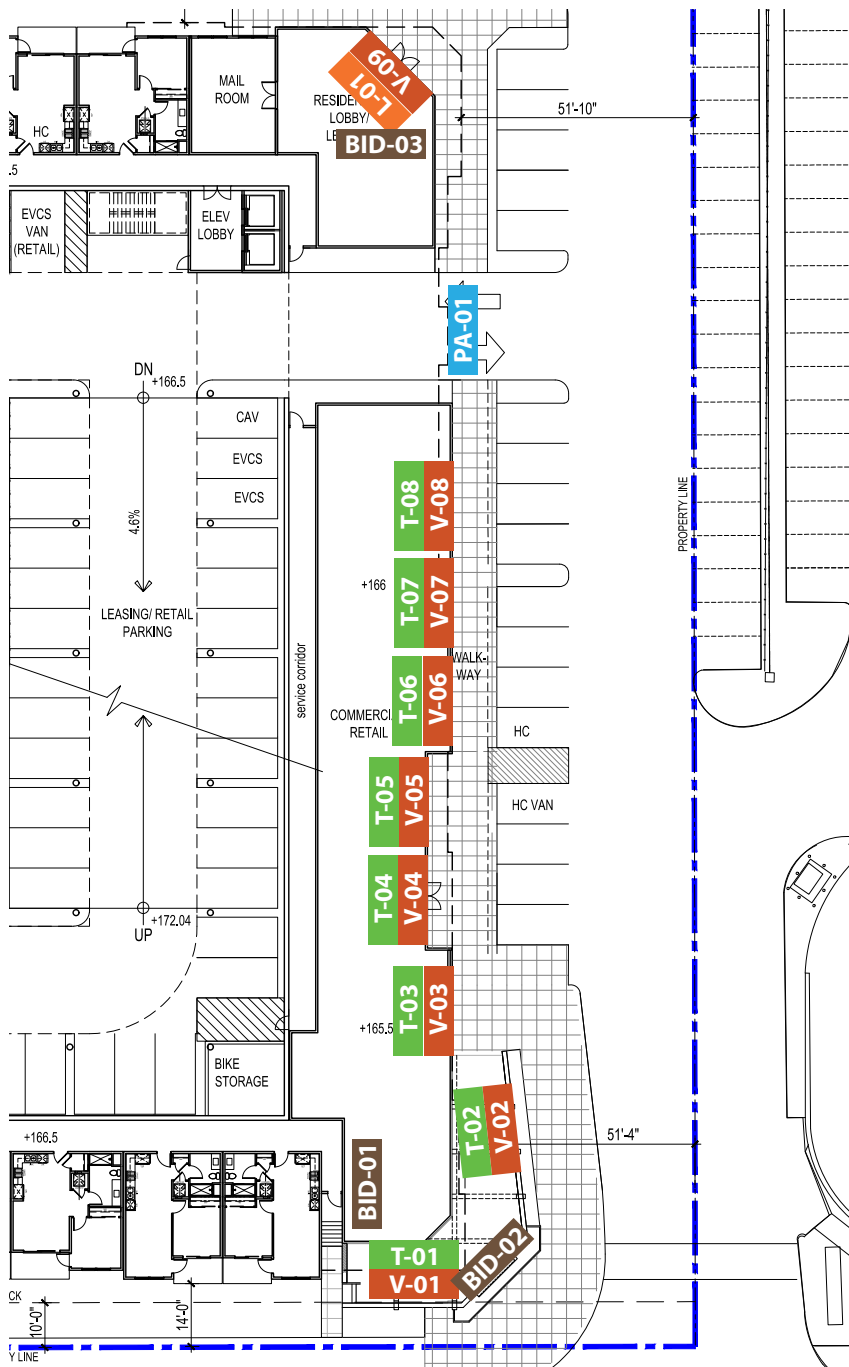 MAIL
ROOM
HC
V-09
L-01
LOBBY/
BID-03
51'-10"
EVCS
VAN
(RETAIL)
ELEV
LOBBY
PA-01
DN
+166.5
CAV
EVCS
EVCS
4.6%
LEASING/ RETAIL
PARKING
service corridor
T-08
V-08
+166
T-07
V-07
PROPERTY LINE
T-06
V-06
WALK-
WAY
RETAIL
HC
T-05
V-05
HC VAN
T-04
V-04
+172.04
UP
T-03
V-03
+165.5
BIKE
STORAGE
T-02
V-02
51'-4"
+166.5
BID-01
T-01
V-01
BID-02
10'-0"
14'-0"
LINE